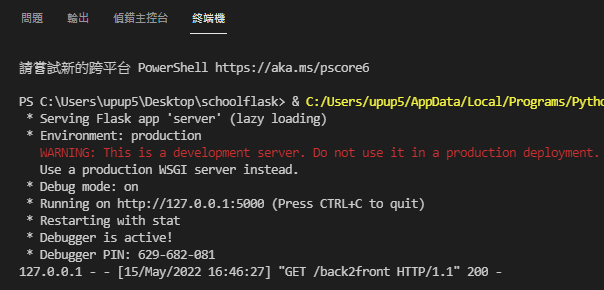 問題 輸出 偵錯主控台 終端機
請嘗試新的跨平台 PowerShell https://aka.ms/pscore6
PS C:\Users\upup5\Desktop\schoolflask> & C:/Users/upup5/AppData/Local/Programs/Pytho
* Serving Flask app 'server' (lazy loading)
* Environment: production
WARNING: This is a development server. Do not use it in a production deployment.
Use a production WSGI server instead.
* Debug mode: on
* Running on http://127.0.0.1:5000 (Press CTRL+C to quit)
* Restarting with stat
* Debugger is active!
* Debugger PIN: 629-682-081
127.0.0.1 - - [15/May/2022 16:46:27] "GET /back2front HTTP/1.1" 200 -